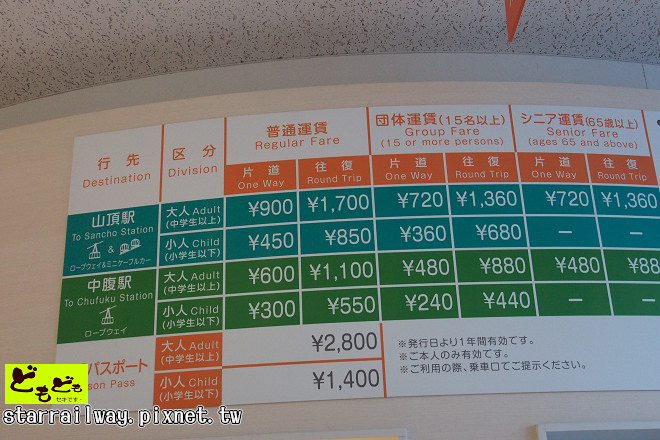 行先
Destination
区分
Division
普通運賃
Regular Fare
団体運賃(15名以上)
Group Fare
(15 or more persons)
シニア運賃(65歳以上)
Senior Fare
(ages 65 and above)
片道
One Way
往復
Round Trip
片道
One Way
往復
Round Trip
片道
One Way
往復
Round Trip
山頂駅
To Sancho Station
&
ロープウェイ&ミニケーブルカー
大人 Adult
(中学生以上)
¥900 ¥1,700 ¥720 ¥1,360 ¥720 ¥1,360
小人 Child
(小学生以下)
¥450 ¥850 ¥360 ¥680 − −
中腹駅
To Chufuku Station
ロープウェイ
大人 Adult
(中学生以上)
¥600 ¥1,100 ¥480 ¥880 ¥480 ¥88
小人 Child
(小学生以下)
¥300 ¥550 ¥240 ¥440 − −
パスポート
son Pass
大人 Adult
(中学生以上)
¥2,800
小人 Child
(小学生以下)
¥1,400
※発行日より1年間有効です。
※ご本人のみ有効です。
※ご利用の際、乗車口でご提示ください。
どもども
セキです~
starrailway.pixnet.tw